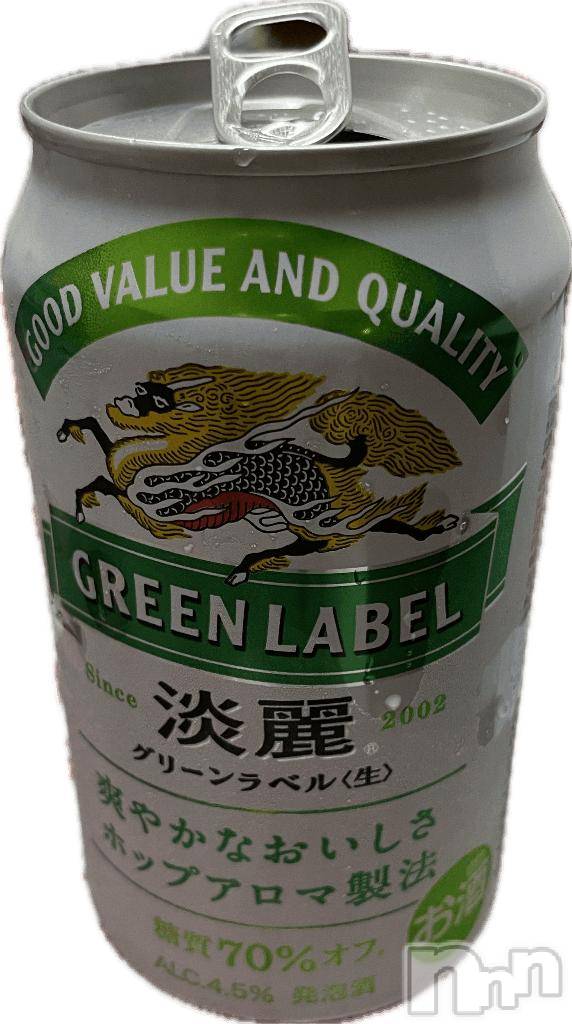 GOOD VALUE AND QUALITY
GREEN LABEL
Since 2002
淡麗®
グリーンラベル〈生〉
爽やかなおいしさ
ホップアロマ製法
糖質70%オフ。
お酒
ALC.4.5% 発泡酒
nnn